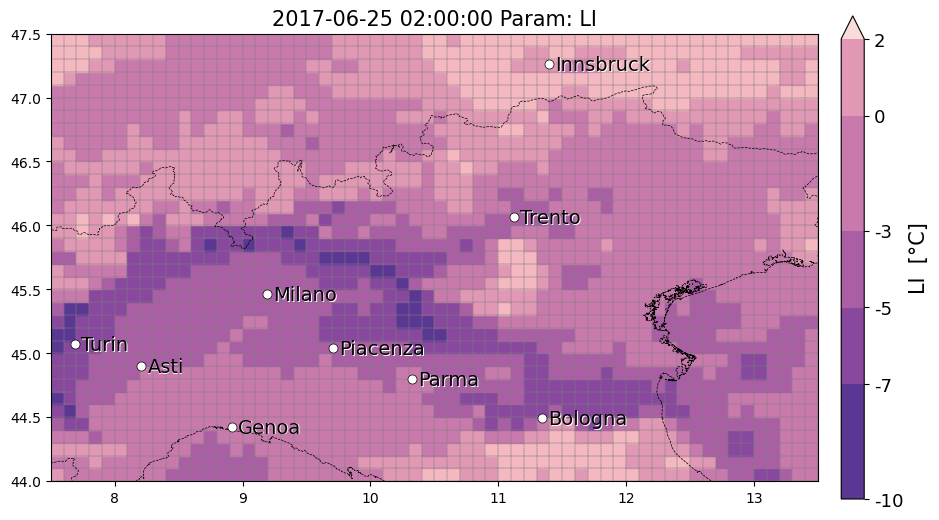 2017-06-25 02:00:00 Param: LI
47.5
47.0
46.5
46.0
45.5
45.0
44.5
44.0
Innsbruck
Trento
Milano
Turin
Piacenza
Asti
Parma
Bologna
Genoa
8 9 10 11 12 13
2
0
-3
-5
-7
-10
LI [°C]